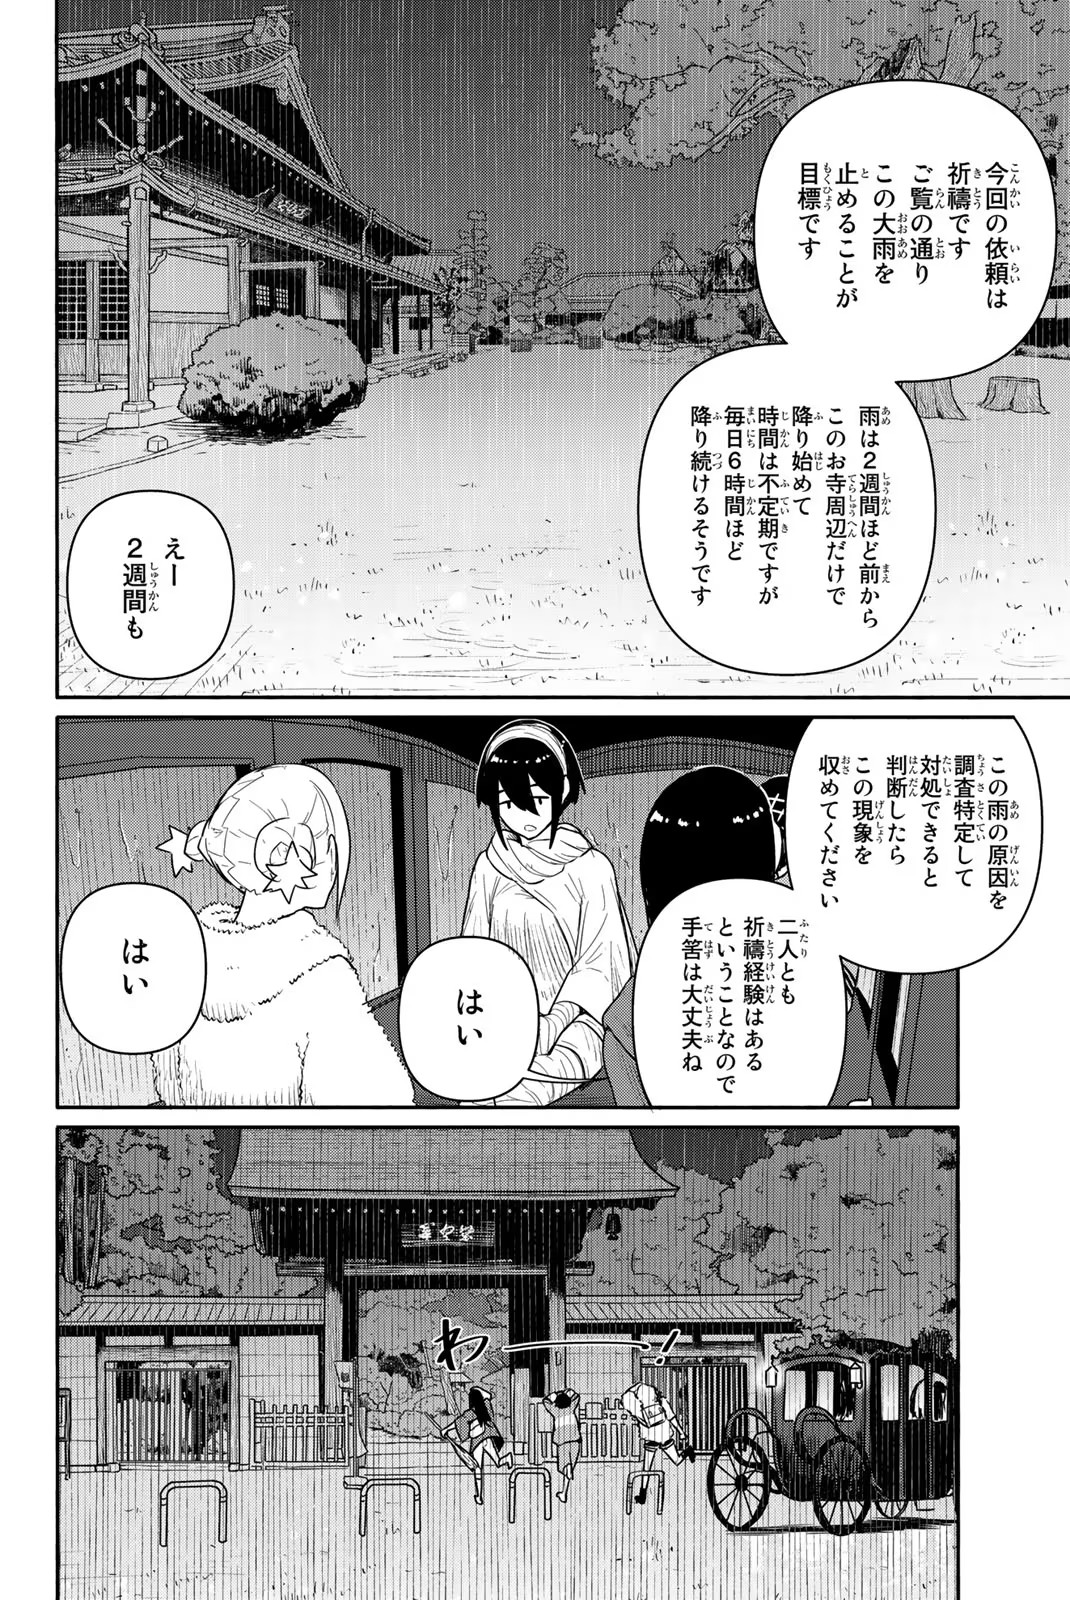 今回の依頼は
祈禱です
ご覧の通り
この大雨を
止めることが
目標です
雨は2週間ほど前から
このお寺周辺だけで
降り始めて
時間は不定期ですが
毎日6時間ほど
降り続けるそうです
えー
2週間も
この雨の原因を
調査特定して
対処できると
判断したら
この現象を
収めてください
二人とも
祈禱経験はある
ということなので
手筈は大丈夫ね
はい
はい
わーーー!